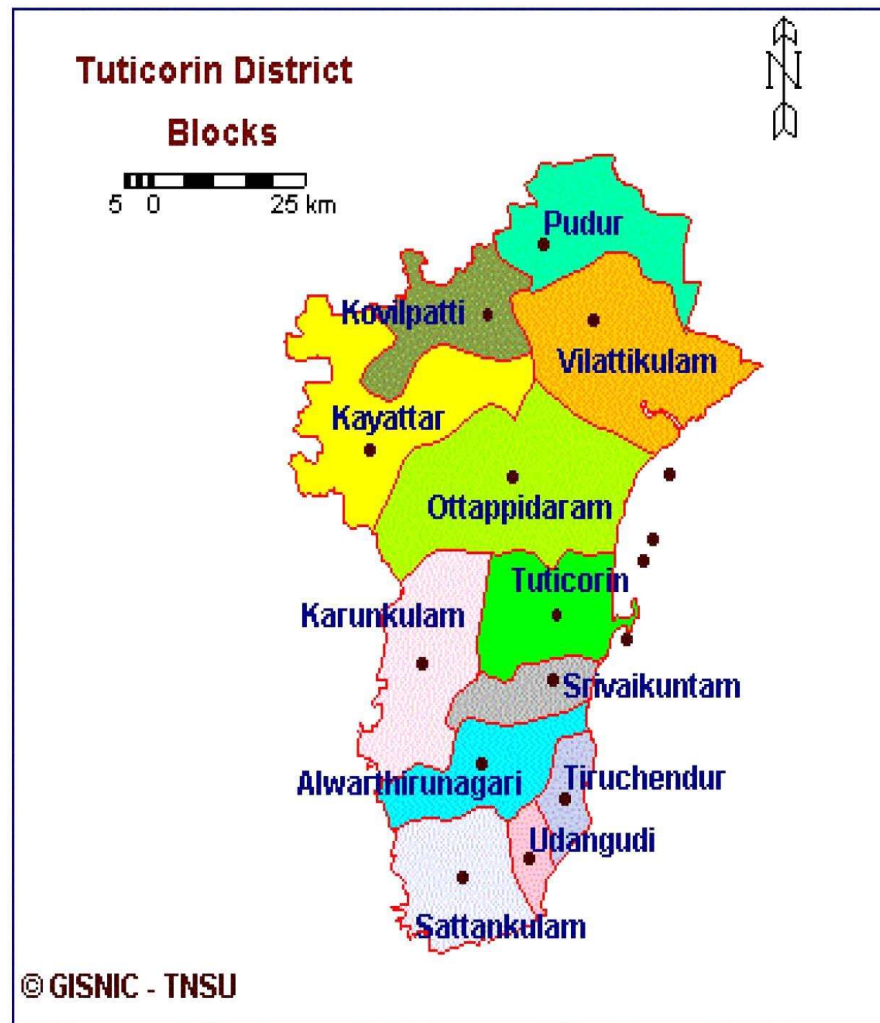 Tuticorin District
Blocks
N
5 0 25 km
Pudur
Kovilpatti
Vilattikulam
Kayattar
Ottappidaram
Tuticorin
Karunkulam
Srivaikuntam
Alwarthirunagari
Tiruchendur
Udangudi
Sattankulam
© GISNIC - TNSU